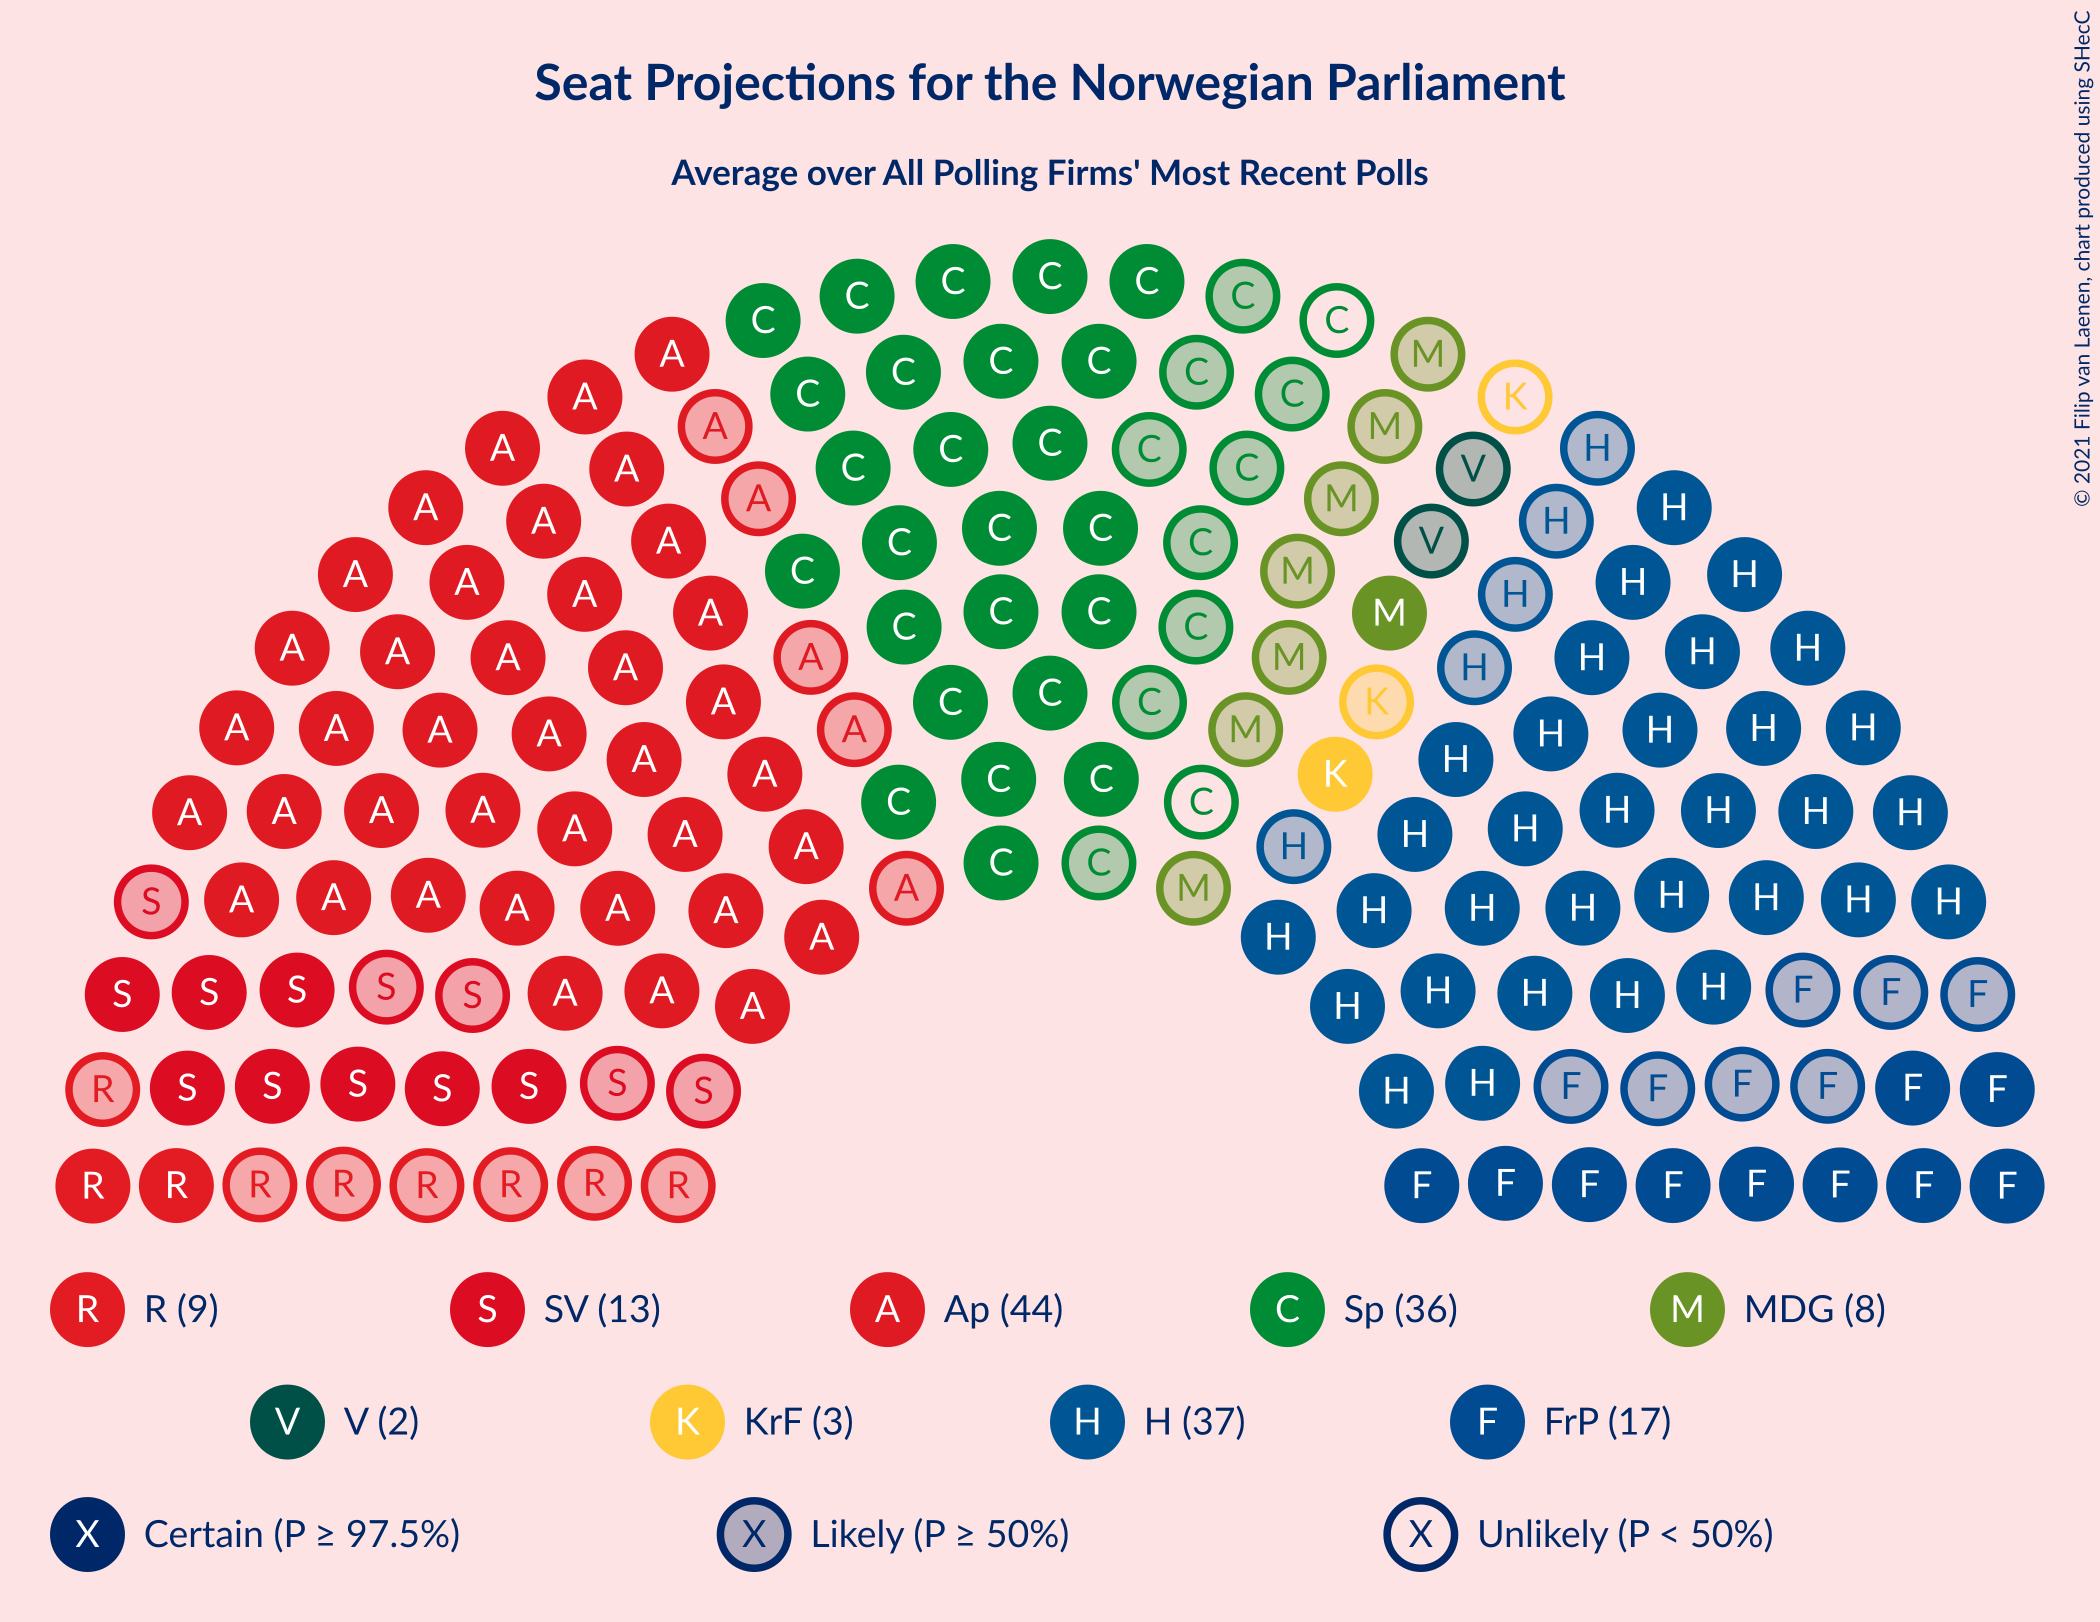 Seat Projections for the Norwegian Parliament
Average over All Polling Firms' Most Recent Polls
© 2021 Filip van Laenen, chart produced using SHecC
C C C C C C C
A C C C C C C M
A A C C C C C M K
A A A C C C C M V H
A A A C C C C C M V H H
A A A A C C C C M M H H H
A A A A A C C C M K H H H H
A A A A A A C C C C M K H H H H H
A A A A A A A C C H H H H H H H
S A A A A A A A M H H H H H H H H
S S S S S A A A H H H H H F F F
R S S S S S S S H H F F F F F F
R R R R R R R R F F F F F F F F
R R (9) S SV (13) A Ap (44) C Sp (36) M MDG (8)
V V (2) K KrF (3) H H (37) F FrP (17)
X Certain (P ≥ 97.5%) X Likely (P ≥ 50%) X Unlikely (P < 50%)